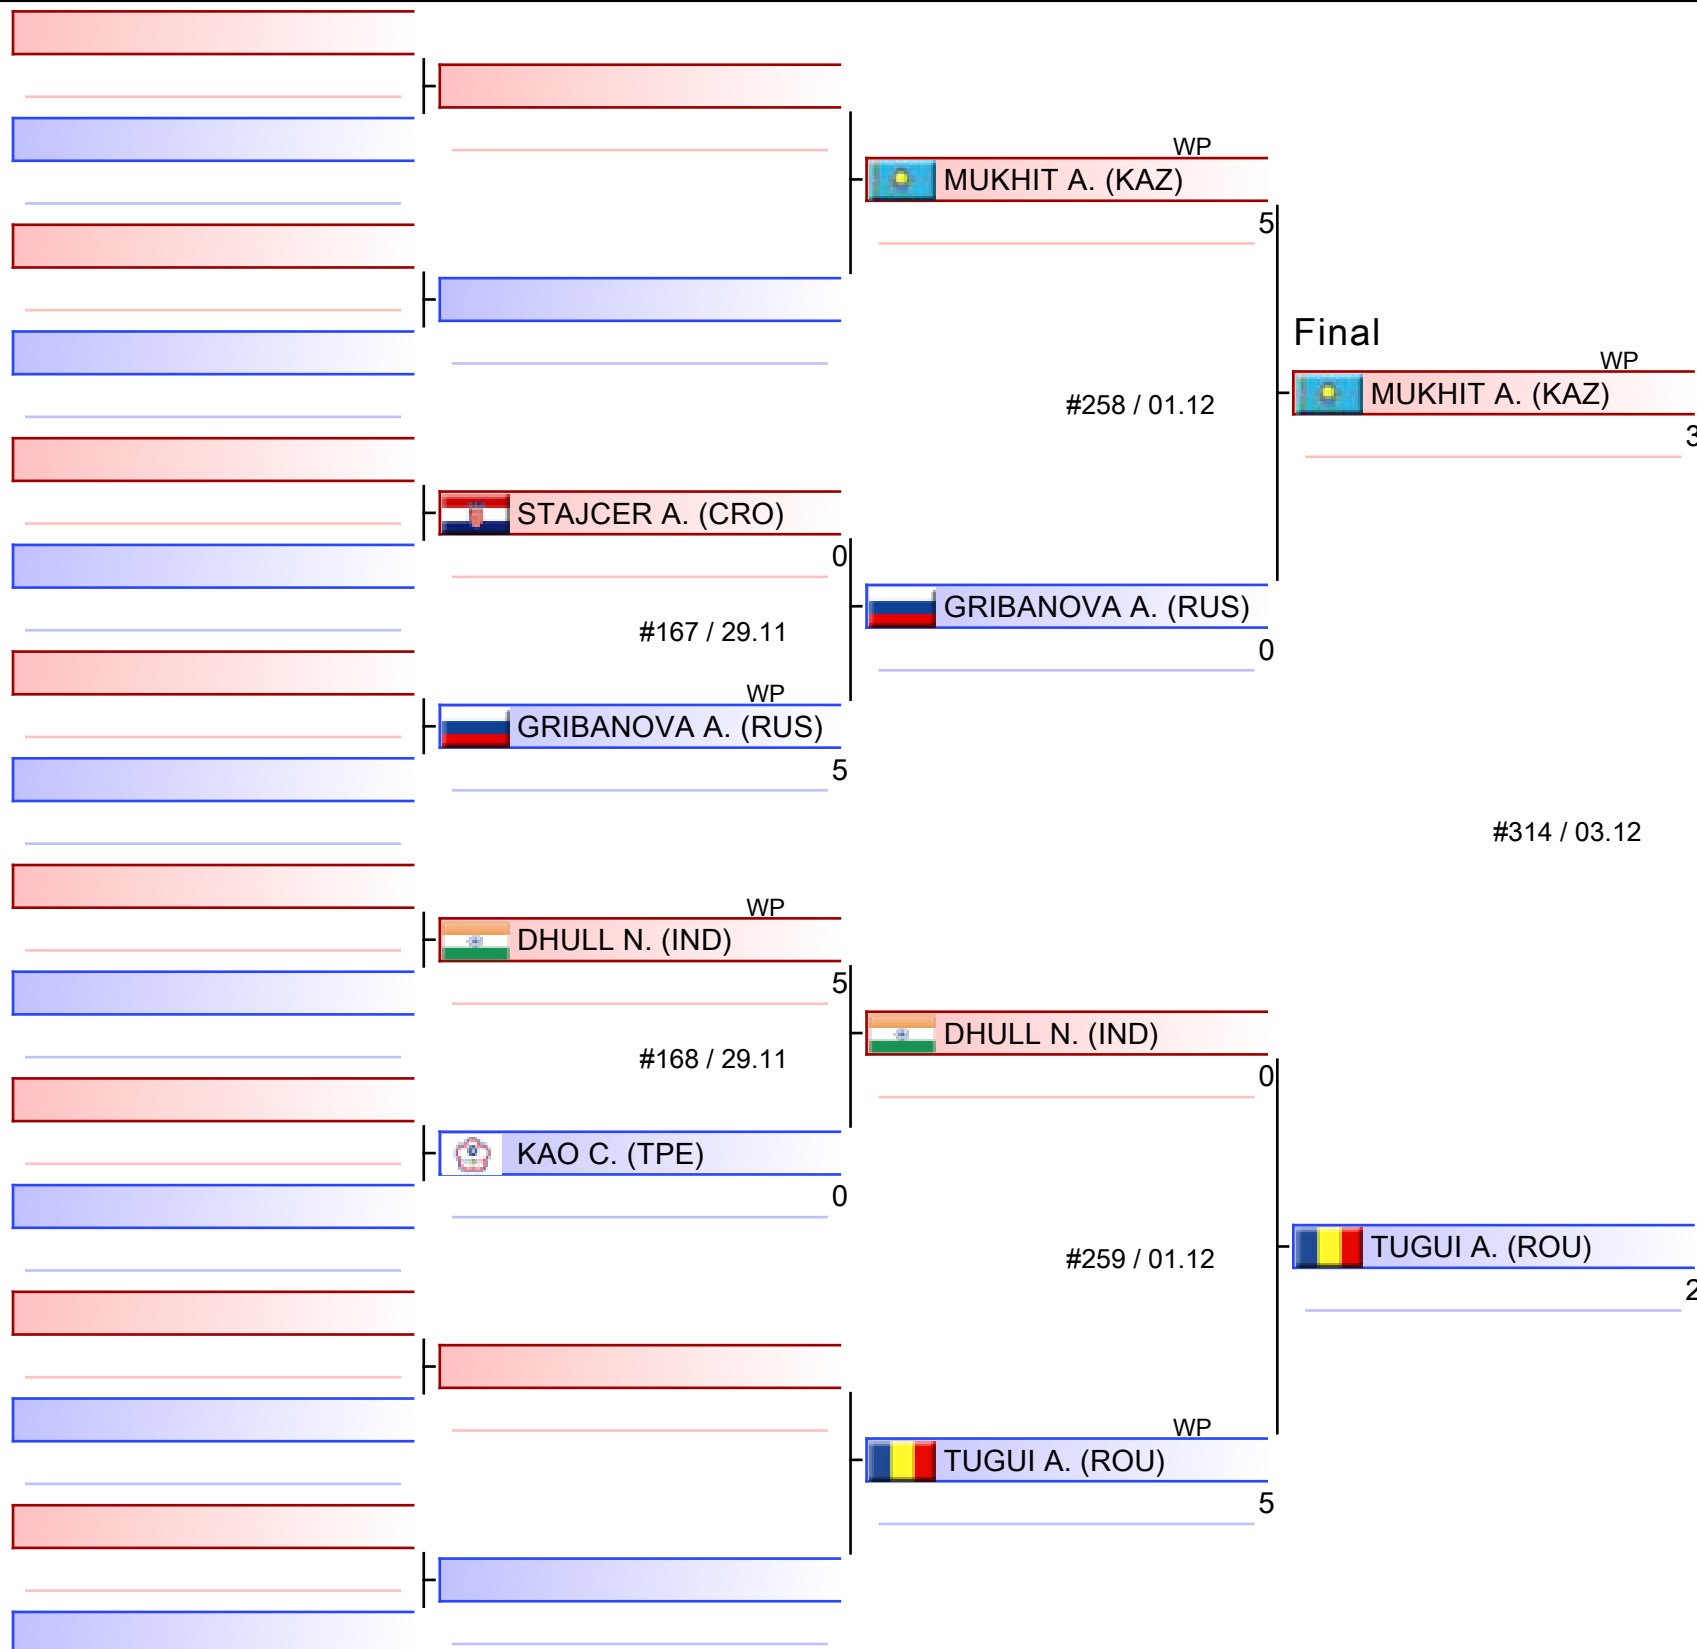 WP
MUKHIT A. (KAZ)
5
Final
WP
#258 / 01.12
MUKHIT A. (KAZ)
3
STAJCER A. (CRO)
0
GRIBANOVA A. (RUS)
#167 / 29.11
0
WP
GRIBANOVA A. (RUS)
5
#314 / 03.12
WP
DHULL N. (IND)
5
DHULL N. (IND)
#168 / 29.11
0
KAO C. (TPE)
0
#259 / 01.12
TUGUI A. (ROU)
2
WP
TUGUI A. (ROU)
5